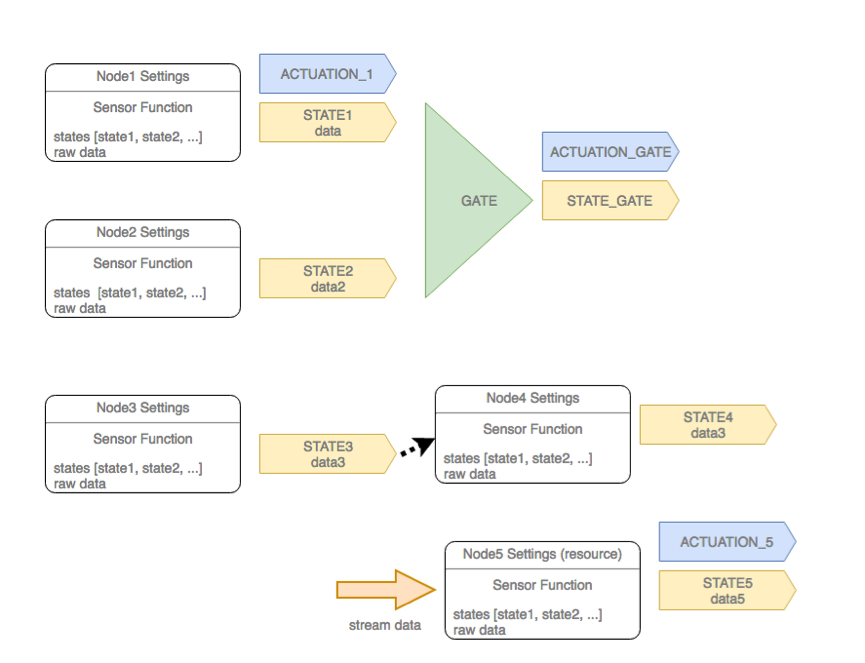 Node1 Settings
Sensor Function
states [state1, state2, ...]
raw data
ACTUATION_1
STATE1
data
Node2 Settings
Sensor Function
states  [state1, state2, ...]
raw data
STATE2
data2
GATE
ACTUATION_GATE
STATE_GATE
Node3 Settings
Sensor Function
states [state1, state2, ...]
raw data
STATE3
data3
Node4 Settings
Sensor Function
states [state1, state2, ...]
raw data
STATE4
data3
stream data
Node5 Settings (resource)
Sensor Function
states [state1, state2, ...]
raw data
ACTUATION_5
STATE5
data5